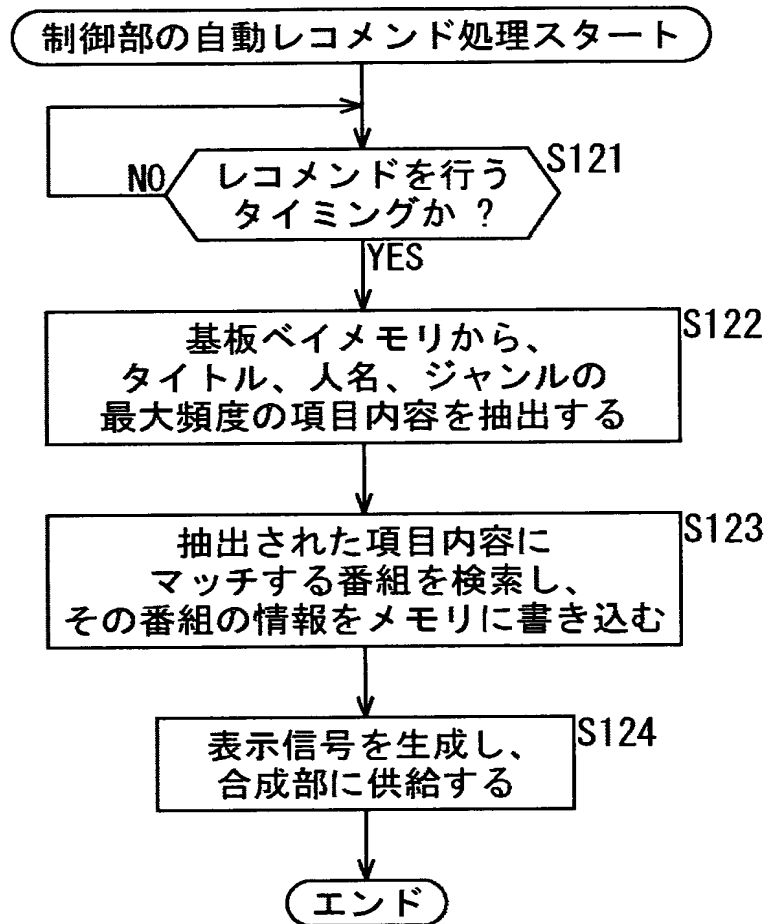 制御部の自動レコメンド処理スタート
レコメンドを行う
タイミングか ?
S121
NO
YES
基板ベイメモリから、
タイトル、人名、ジャンルの
最大頻度の項目内容を抽出する
S122
抽出された項目内容に
マッチする番組を検索し、
その番組の情報をメモリに書き込む
S123
表示信号を生成し、
合成部に供給する
S124
エンド